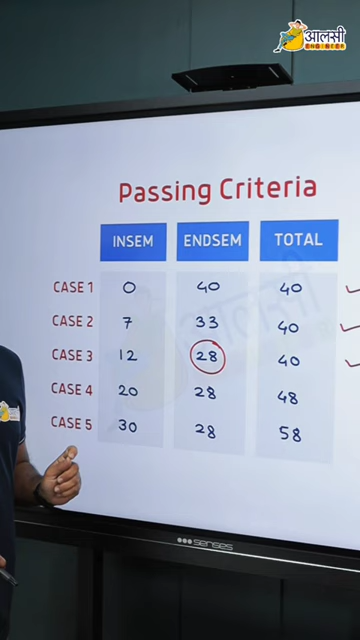 आलसी
ENGINEER
Passing Criteria
INSEM ENDSEM TOTAL
CASE 1 0 40 40
CASE 2 7 33 40
CASE 3 12 28 40
CASE 4 20 28 48
CASE 5 30 28 58
senses